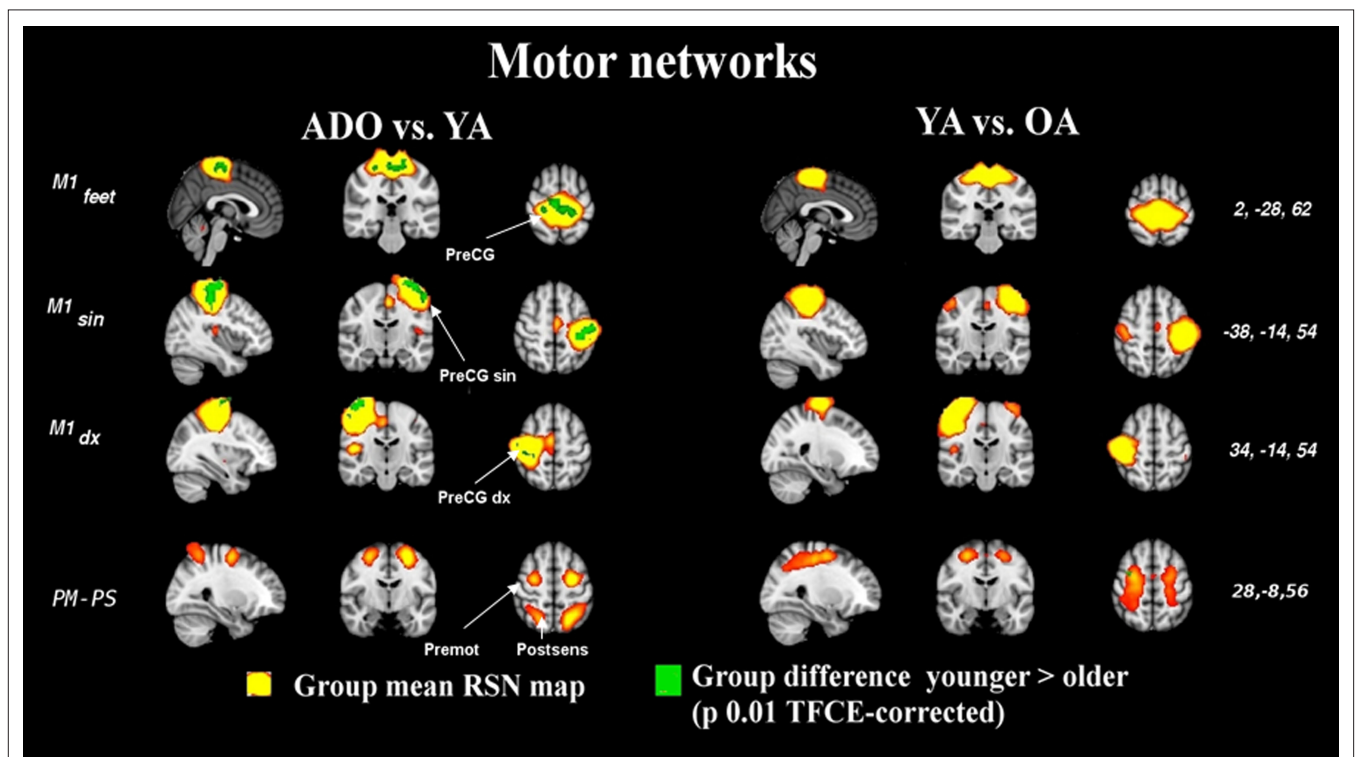 Motor networks
ADO vs. YA
YA vs. OA
M1 feet
PreCG
2, -28, 62
M1 sin
PreCG sin
-38, -14, 54
M1 dx
PreCG dx
34, -14, 54
PM-PS
Premot
Postsens
28,-8,56
Group mean RSN map
Group difference younger > older
(p 0.01 TFCE-corrected)